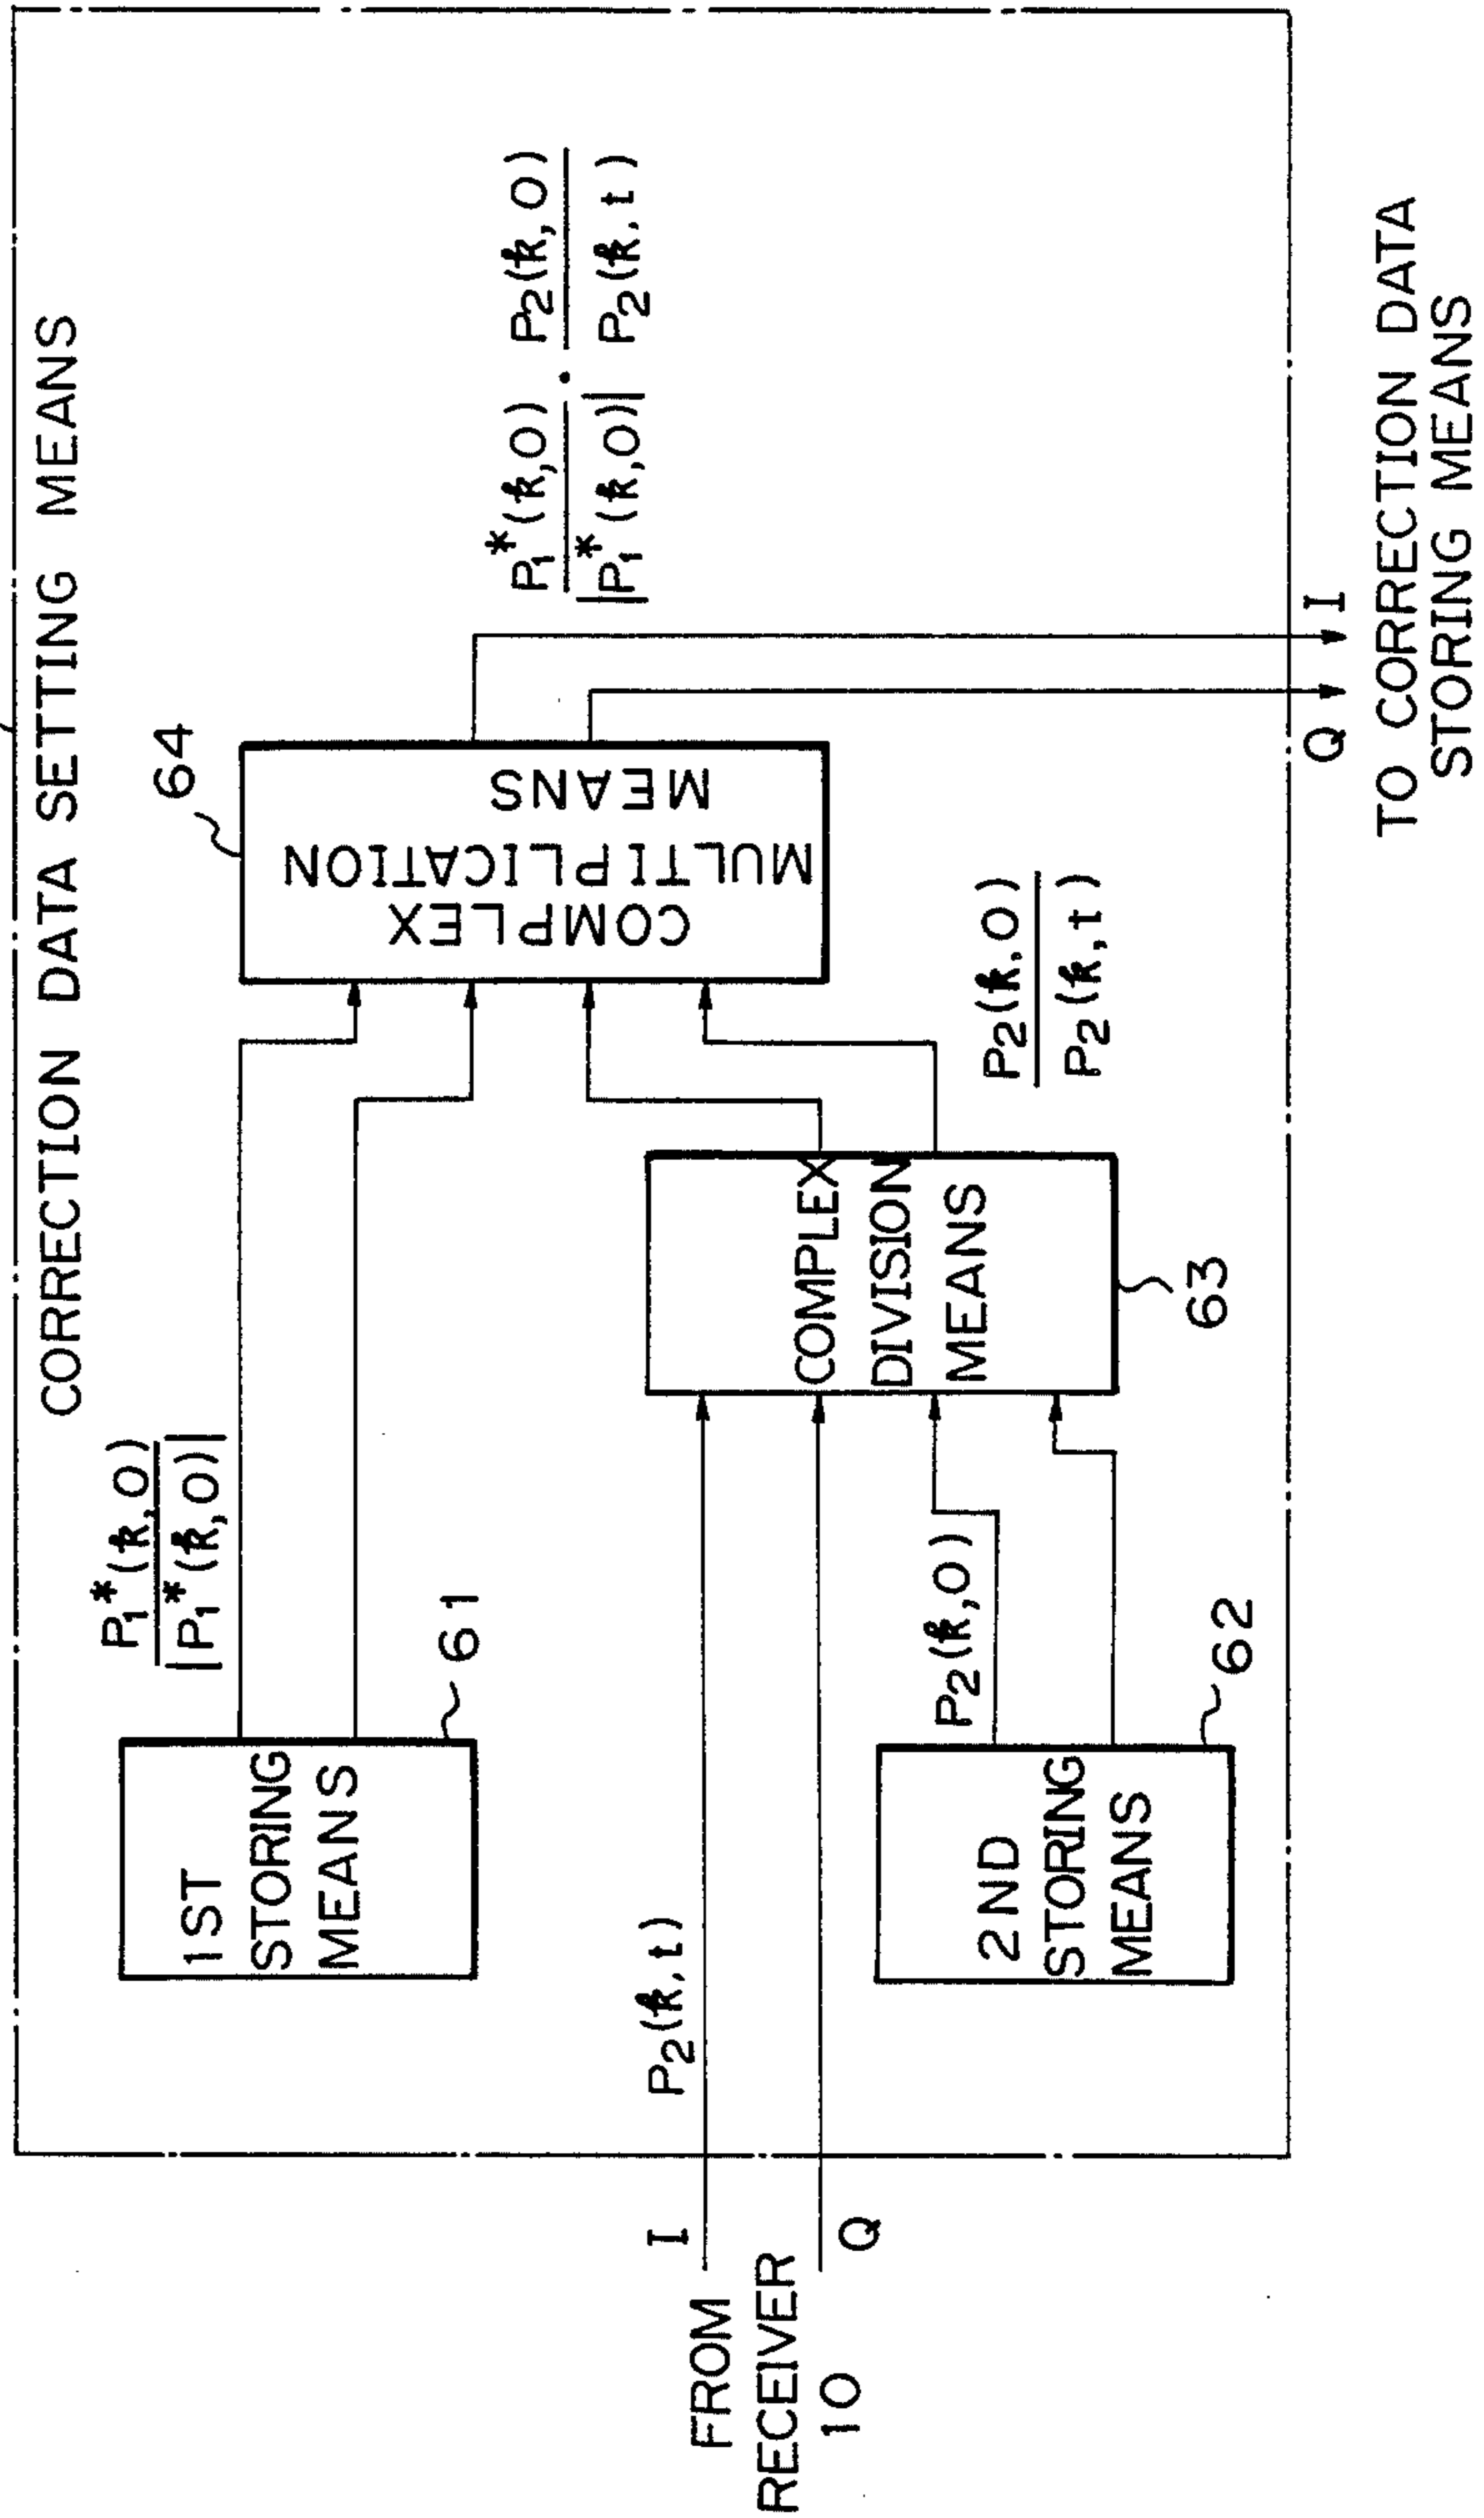 CORRECTION DATA SETTING MEANS
1ST
STORING
MEANS
61
P₁*(k,0)
|P₁*(k,0)|
COMPLEX
MULTIPLICATION
MEANS
64
P₁*(k,0) . P₂(k,0)
|P₁*(k,0)| P₂(k,t)
FROM
RECEIVER
10
I
Q
P₂(k,t)
2ND
STORING
MEANS
62
P₂(k,0)
COMPLEX
DIVISION
MEANS
63
P₂(k,0)
P₂(k,t)
Q I
TO CORRECTION DATA
STORING MEANS